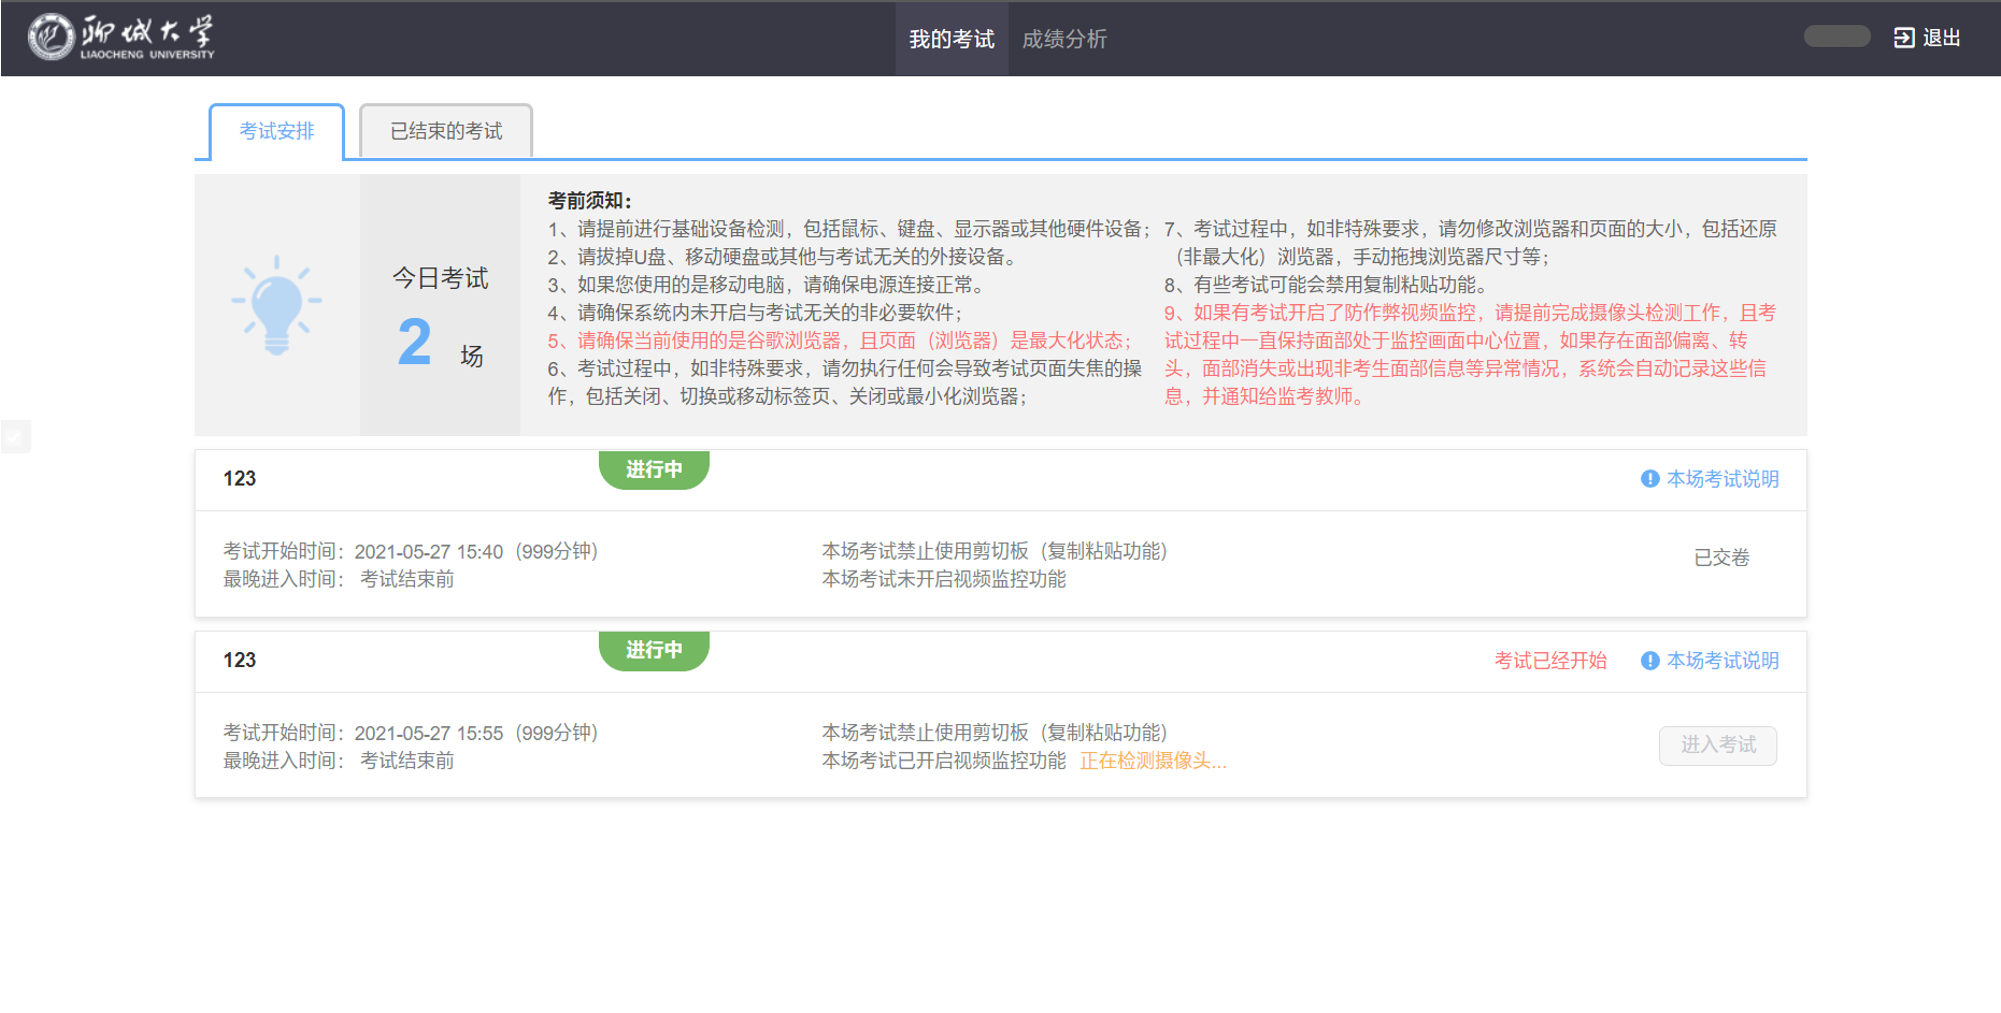 聊城大学
LIAOCHENG UNIVERSITY
我的考试
成绩分析
退出
考试安排
已结束的考试
今日考试
2 场
考前须知：
1、请提前进行基础设备检测，包括鼠标、键盘、显示器或其他硬件设备；
2、请拔掉U盘、移动硬盘或其他与考试无关的外接设备。
3、如果您使用的是移动电脑，请确保电源连接正常。
4、请确保系统内未开启与考试无关的非必要软件；
5、请确保当前使用的是谷歌浏览器，且页面（浏览器）是最大化状态；
6、考试过程中，如非特殊要求，请勿执行任何会导致考试页面失焦的操
作，包括关闭、切换或移动标签页、关闭或最小化浏览器；
7、考试过程中，如非特殊要求，请勿修改浏览器和页面的大小，包括还原
（非最大化）浏览器，手动拖拽浏览器尺寸等；
8、有些考试可能会禁用复制粘贴功能。
9、如果有考试开启了防作弊视频监控，请提前完成摄像头检测工作，且考
试过程中一直保持面部处于监控画面中心位置，如果存在面部偏离、转
头，面部消失或出现非考生面部信息等异常情况，系统会自动记录这些信
息，并通知给监考教师。
123
进行中
本场考试说明
考试开始时间：2021-05-27 15:40（999分钟）
最晚进入时间： 考试结束前
本场考试禁止使用剪切板（复制粘贴功能）
本场考试未开启视频监控功能
已交卷
123
进行中
考试已经开始
本场考试说明
考试开始时间：2021-05-27 15:55（999分钟）
最晚进入时间： 考试结束前
本场考试禁止使用剪切板（复制粘贴功能）
本场考试已开启视频监控功能 正在检测摄像头...
进入考试